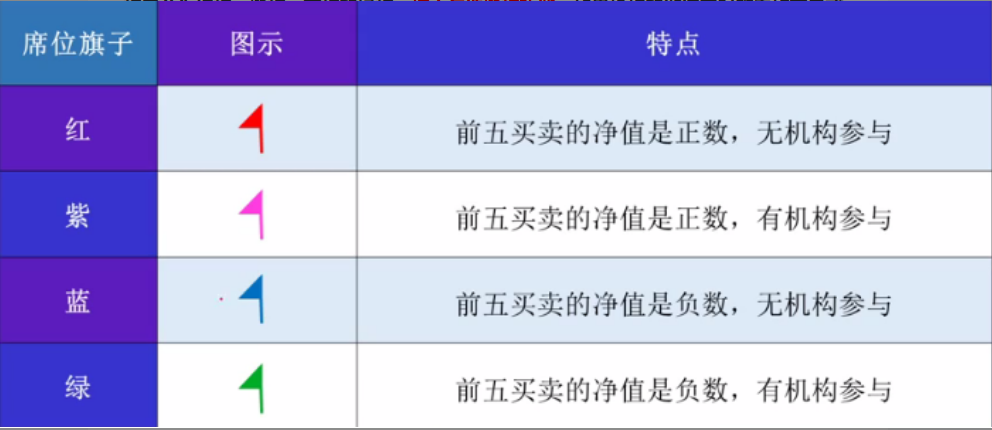 席位旗子 图示 特点
红 前五买卖的净值是正数，无机构参与
紫 前五买卖的净值是正数，有机构参与
蓝 前五买卖的净值是负数，无机构参与
绿 前五买卖的净值是负数，有机构参与